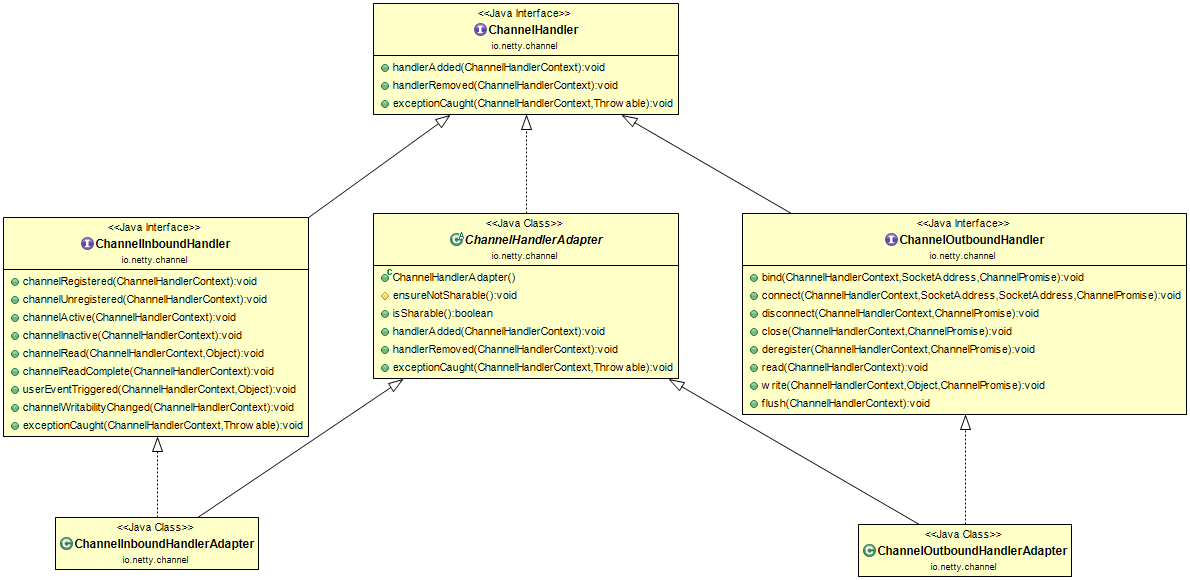 <<Java Interface>>
ChannelHandler
io.netty.channel
handlerAdded(ChannelHandlerContext):void
handlerRemoved(ChannelHandlerContext):void
exceptionCaught(ChannelHandlerContext,Throwable):void
<<Java Interface>>
ChannelInboundHandler
io.netty.channel
channelRegistered(ChannelHandlerContext):void
channelUnregistered(ChannelHandlerContext):void
channelActive(ChannelHandlerContext):void
channelInactive(ChannelHandlerContext):void
channelRead(ChannelHandlerContext,Object):void
channelReadComplete(ChannelHandlerContext):void
userEventTriggered(ChannelHandlerContext,Object):void
channelWritabilityChanged(ChannelHandlerContext):void
exceptionCaught(ChannelHandlerContext,Throwable):void
<<Java Class>>
ChannelHandlerAdapter
io.netty.channel
ChannelHandlerAdapter()
ensureNotSharable():void
isSharable():boolean
handlerAdded(ChannelHandlerContext):void
handlerRemoved(ChannelHandlerContext):void
exceptionCaught(ChannelHandlerContext,Throwable):void
<<Java Interface>>
ChannelOutboundHandler
io.netty.channel
bind(ChannelHandlerContext,SocketAddress,ChannelPromise):void
connect(ChannelHandlerContext,SocketAddress,SocketAddress,ChannelPromise):void
disconnect(ChannelHandlerContext,ChannelPromise):void
close(ChannelHandlerContext,ChannelPromise):void
deregister(ChannelHandlerContext,ChannelPromise):void
read(ChannelHandlerContext):void
write(ChannelHandlerContext,Object,ChannelPromise):void
flush(ChannelHandlerContext):void
<<Java Class>>
ChannelInboundHandlerAdapter
io.netty.channel
<<Java Class>>
ChannelOutboundHandlerAdapter
io.netty.channel